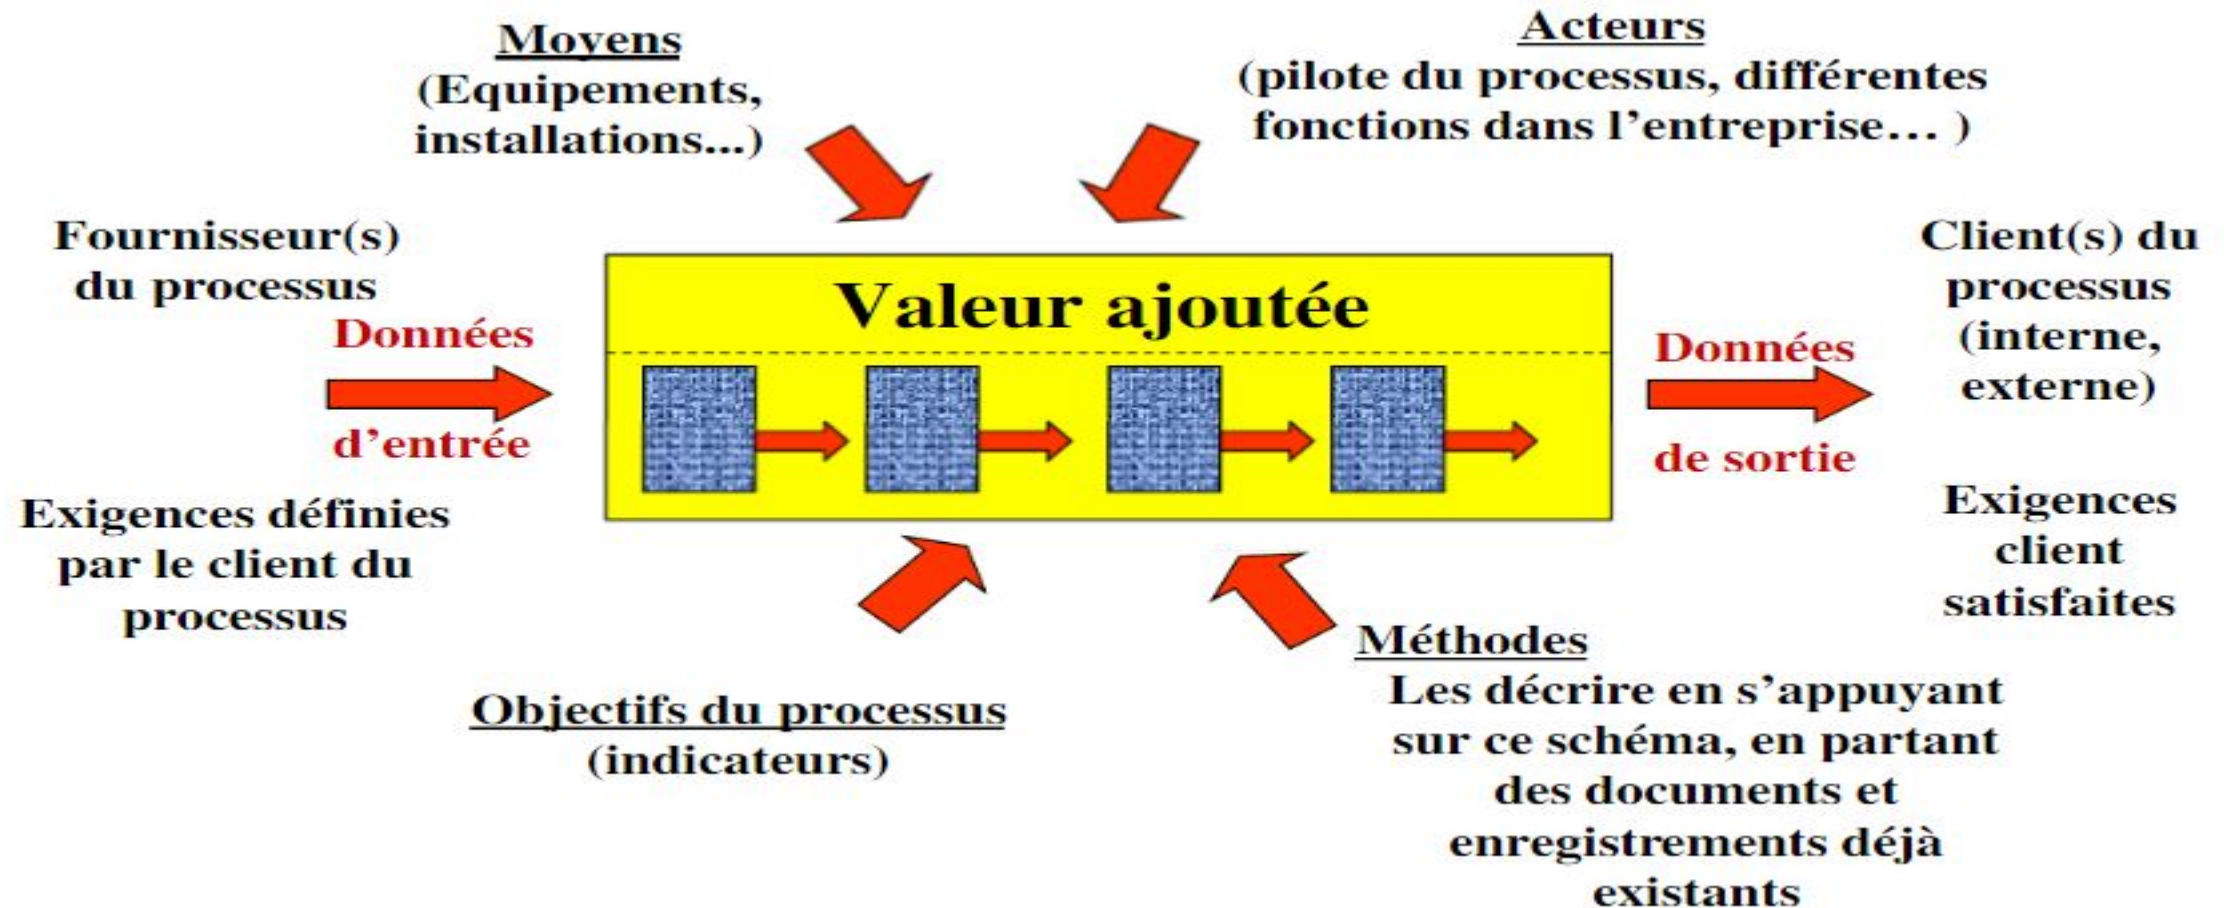 Moyens
(Equipements,
installations...)
Acteurs
(pilote du processus, différentes
fonctions dans l’entreprise… )
Fournisseur(s)
du processus
Données
d’entrée
Exigences définies
par le client du
processus
Valeur ajoutée
Données
de sortie
Client(s) du
processus
(interne,
externe)
Exigences
client
satisfaites
Objectifs du processus
(indicateurs)
Méthodes
Les décrire en s’appuyant
sur ce schéma, en partant
des documents et
enregistrements déjà
existants